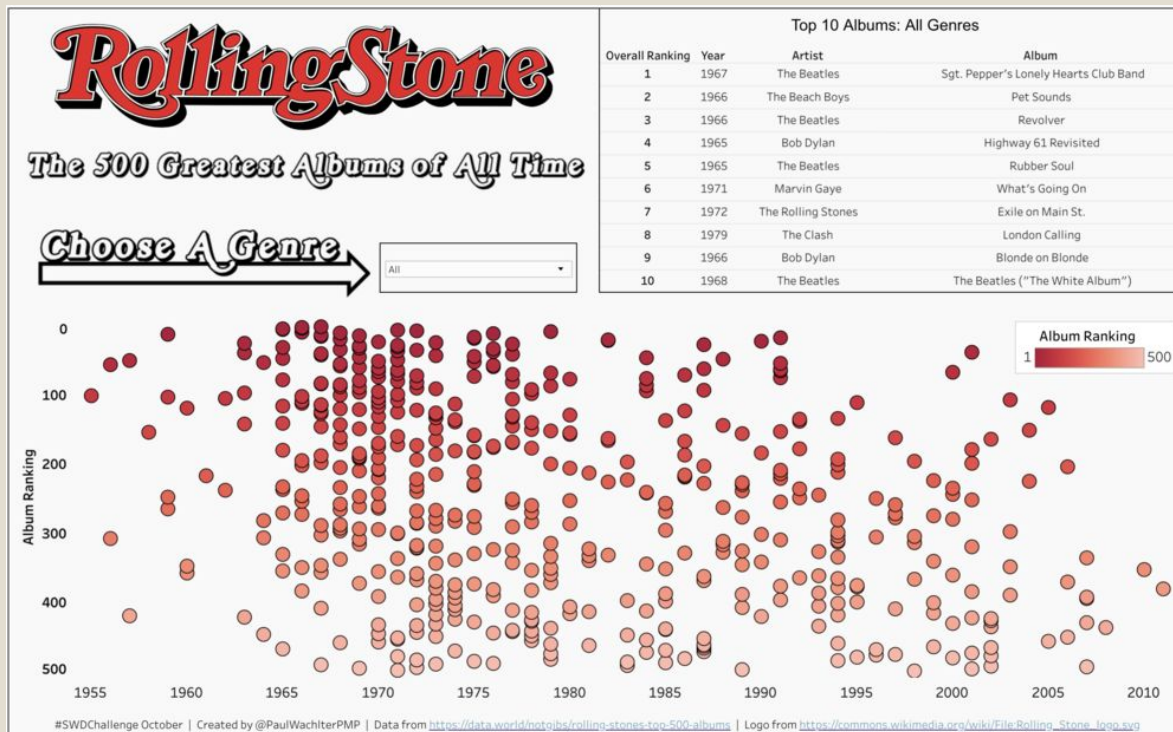 RollingStone
The 500 Greatest Albums of All Time
Choose A Genre
All
Top 10 Albums: All Genres
Overall Ranking Year Artist Album
1 1967 The Beatles Sgt. Pepper's Lonely Hearts Club Band
2 1966 The Beach Boys Pet Sounds
3 1966 The Beatles Revolver
4 1965 Bob Dylan Highway 61 Revisited
5 1965 The Beatles Rubber Soul
6 1971 Marvin Gaye What's Going On
7 1972 The Rolling Stones Exile on Main St.
8 1979 The Clash London Calling
9 1966 Bob Dylan Blonde on Blonde
10 1968 The Beatles The Beatles ("The White Album")
Album Ranking
1 500
Album Ranking
0
100
200
300
400
500
1955 1960 1965 1970 1975 1980 1985 1990 1995 2000 2005 2010
#SWDChallenge October | Created by @PaulWachlterPMP | Data from https://data.world/notgibs/rolling-stones-top-500-albums | Logo from https://commons.wikimedia.org/wiki/File:Rolling_Stone_logo.svg